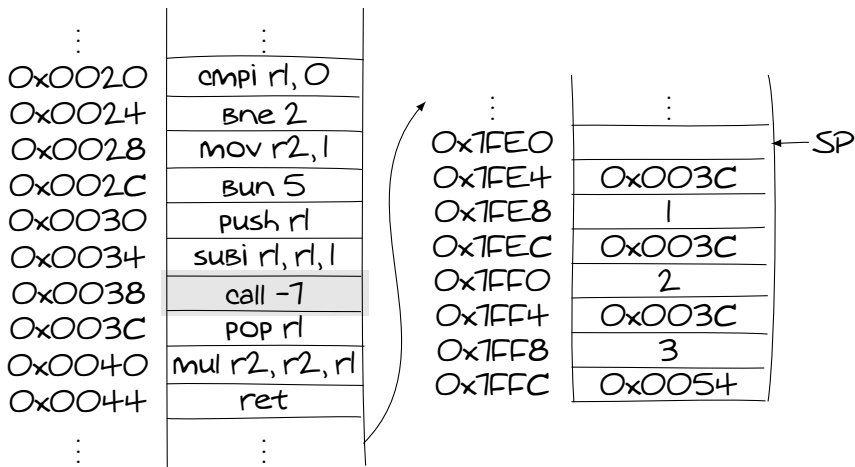 ⋮ ⋮
0x0020 cmpi r1, 0
0x0024 bne 2
0x0028 mov r2, 1
0x002C bun 5
0x0030 push r1
0x0034 subi r1, r1, 1
0x0038 call -7
0x003C pop r1
0x0040 mul r2, r2, r1
0x0044 ret
⋮ ⋮
⋮ ⋮
0x7FE0
SP
0x7FE4 0x003C
0x7FE8 1
0x7FEC 0x003C
0x7FF0 2
0x7FF4 0x003C
0x7FF8 3
0x7FFC 0x0054